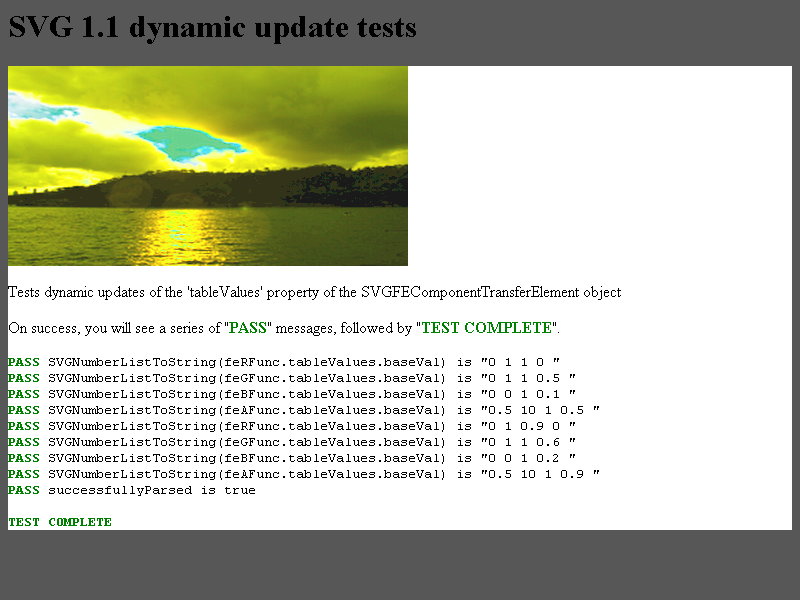 SVG 1.1 dynamic update tests
Tests dynamic updates of the 'tableValues' property of the SVGFEComponentTransferElement object
On success, you will see a series of "PASS" messages, followed by "TEST COMPLETE".
PASS SVGNumberListToString(feRFunc.tableValues.baseVal) is "0 1 1 0 "
PASS SVGNumberListToString(feGFunc.tableValues.baseVal) is "0 1 1 0.5 "
PASS SVGNumberListToString(feBFunc.tableValues.baseVal) is "0 0 1 0.1 "
PASS SVGNumberListToString(feAFunc.tableValues.baseVal) is "0.5 10 1 0.5 "
PASS SVGNumberListToString(feRFunc.tableValues.baseVal) is "0 1 0.9 0 "
PASS SVGNumberListToString(feGFunc.tableValues.baseVal) is "0 1 1 0.6 "
PASS SVGNumberListToString(feBFunc.tableValues.baseVal) is "0 0 1 0.2 "
PASS SVGNumberListToString(feAFunc.tableValues.baseVal) is "0.5 10 1 0.9 "
PASS successfullyParsed is true
TEST COMPLETE